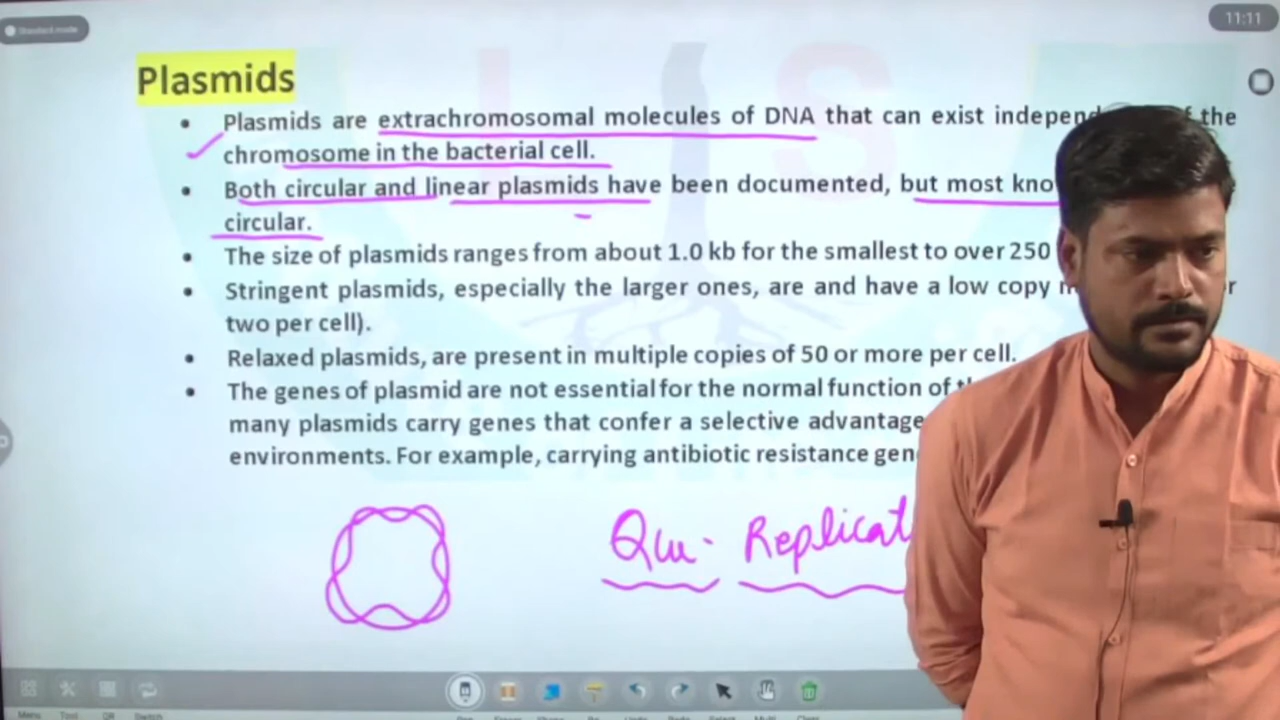 Standard mode
11:11
Plasmids
• Plasmids are extrachromosomal molecules of DNA that can exist the
chromosome in the bacterial cell.
• Both circular and linear plasmids have been documented, but most
circular.
• The size of plasmids ranges from about 1.0 kb for the smallest to over 250
• Stringent plasmids, especially the larger ones, are and have a low copy
two per cell).
• Relaxed plasmids, are present in multiple copies of 50 or more per cell.
• The genes of plasmid are not essential for the normal function of
many plasmids carry genes that confer a selective advantage
environments. For example, carrying antibiotic resistance